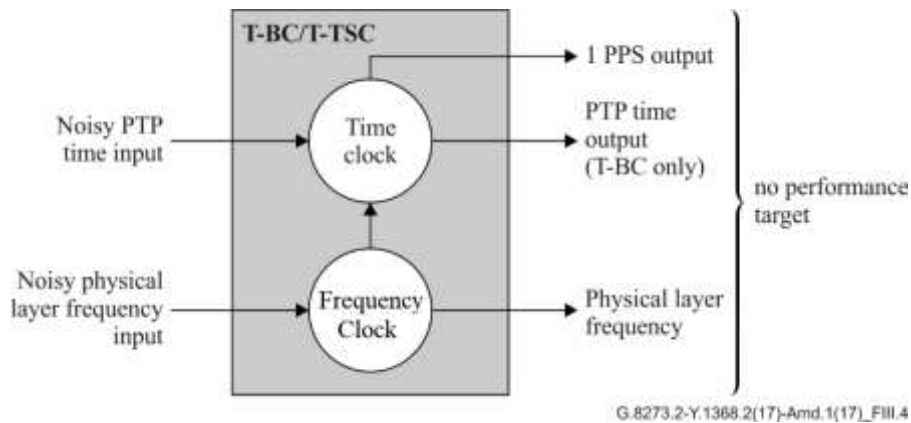 T-BC/T-TSC
1 PPS output
Noisy PTP
time input
Time
clock
PTP time
output
(T-BC only)
no performance
target
Noisy physical
layer frequency
input
Frequency
Clock
Physical layer
frequency
G.8273.2-Y.1368.2(17)-Amd.1(17)_FIII.4